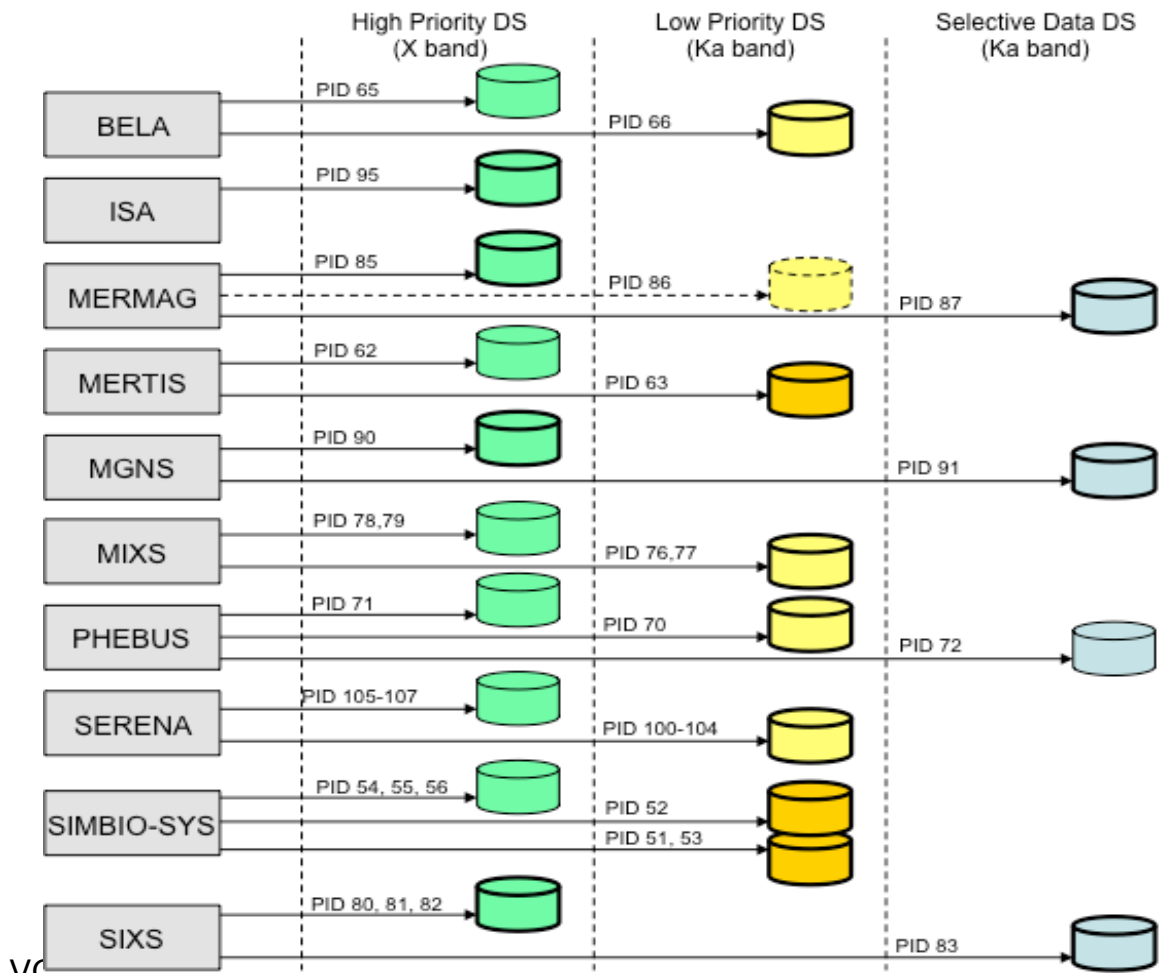 High Priority DS
(X band)
Low Priority DS
(Ka band)
Selective Data DS
(Ka band)
BELA
PID 65
PID 66
ISA
PID 95
MERMAG
PID 85
PID 86
PID 87
MERTIS
PID 62
PID 63
MGNS
PID 90
PID 91
MIXS
PID 78,79
PID 76,77
PHEBUS
PID 71
PID 70
PID 72
SERENA
PID 105-107
PID 100-104
SIMBIO-SYS
PID 54, 55, 56
PID 52
PID 51, 53
SIXS
PID 80, 81, 82
PID 83